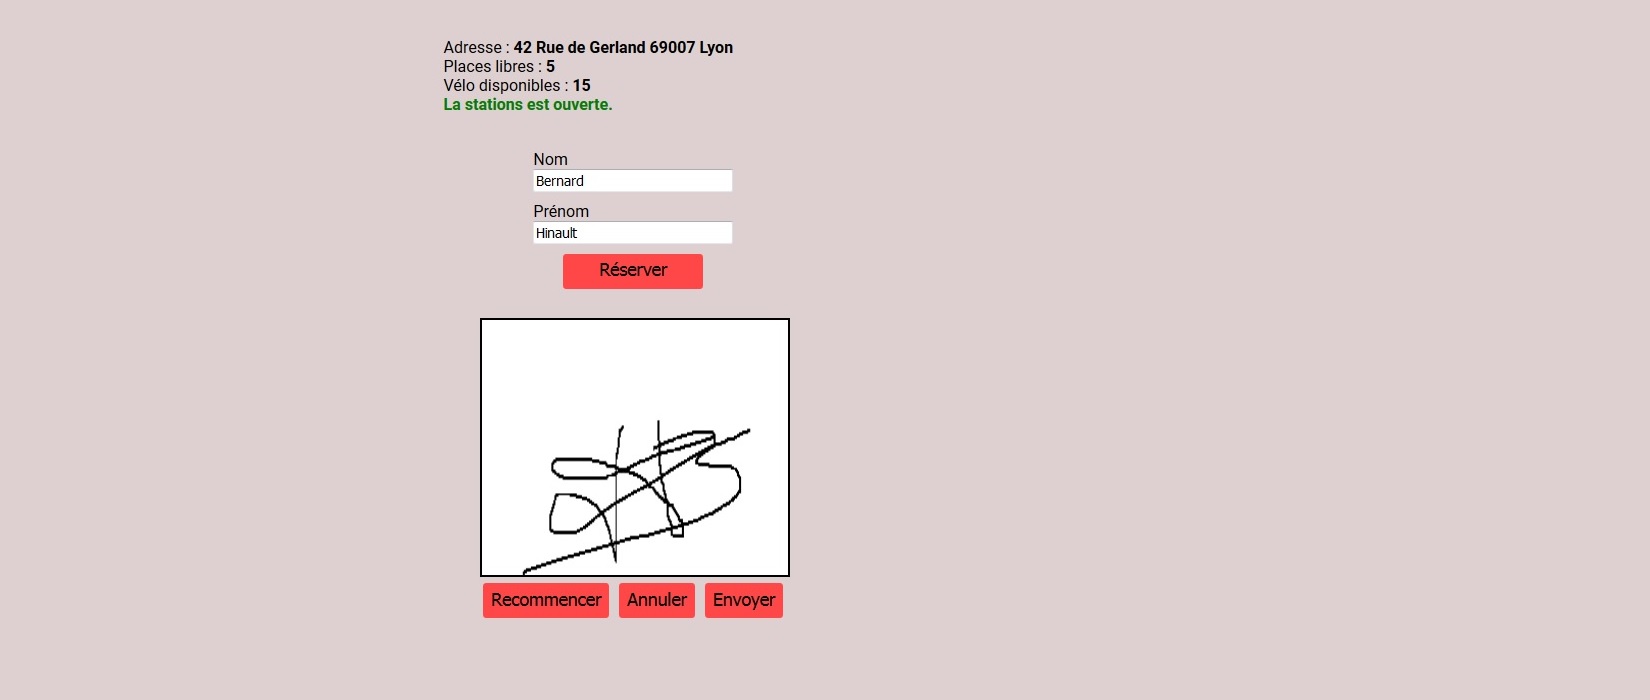 Adresse : 42 Rue de Gerland 69007 Lyon
Places libres : 5
Vélo disponibles : 15
La stations est ouverte.
Nom
Bernard
Prénom
Hinault
Réserver
Recommencer Annuler Envoyer